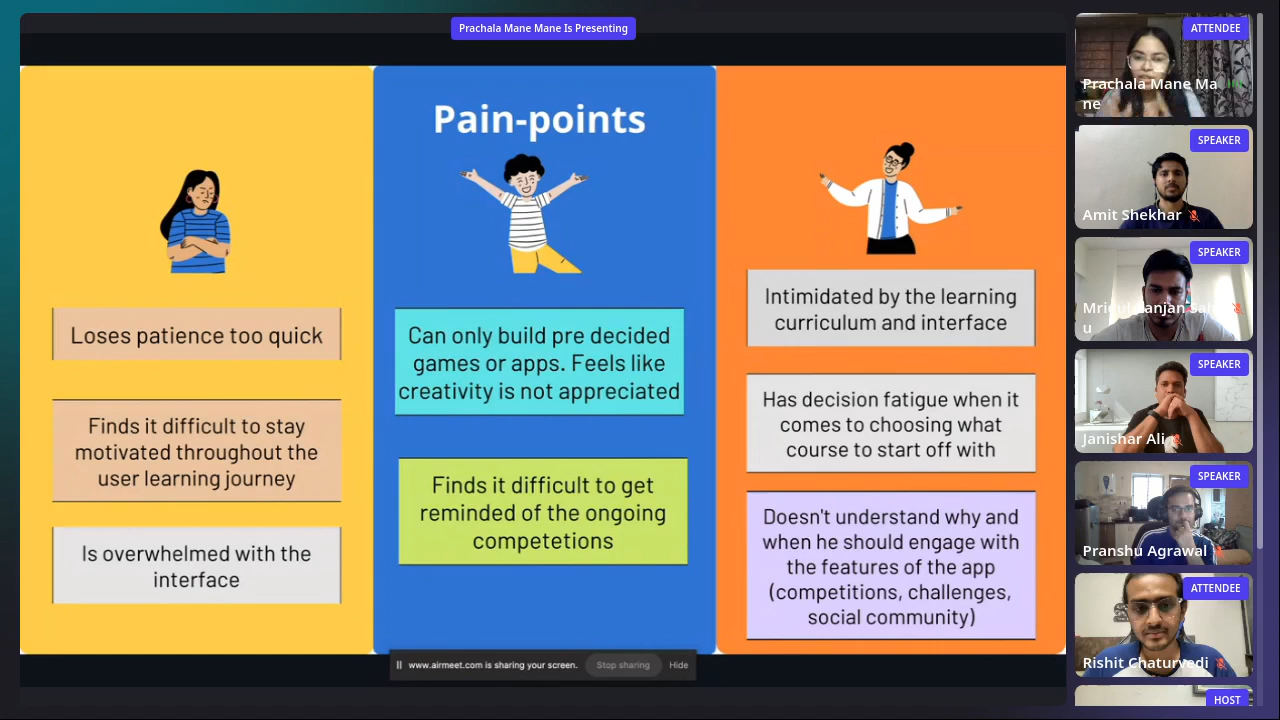 Prachala Mane Mane Is Presenting
Pain-points
Loses patience too quick
Finds it difficult to stay
motivated throughout the
user learning journey
Is overwhelmed with the
interface
Can only build pre decided
games or apps. Feels like
creativity is not appreciated
Finds it difficult to get
reminded of the ongoing
competetions
Intimidated by the learning
curriculum and interface
Has decision fatigue when it
comes to choosing what
course to start off with
Doesn't understand why and
when he should engage with
the features of the app
(competitions, challenges,
social community)
www.airmeet.com is sharing your screen.
Stop sharing
Hide
ATTENDEE
Prachala Mane Ma
ne
SPEAKER
Amit Shekhar
SPEAKER
u
SPEAKER
Janishar Ali
SPEAKER
Pranshu Agrawal
ATTENDEE
Rishit Chaturvedi
HOST